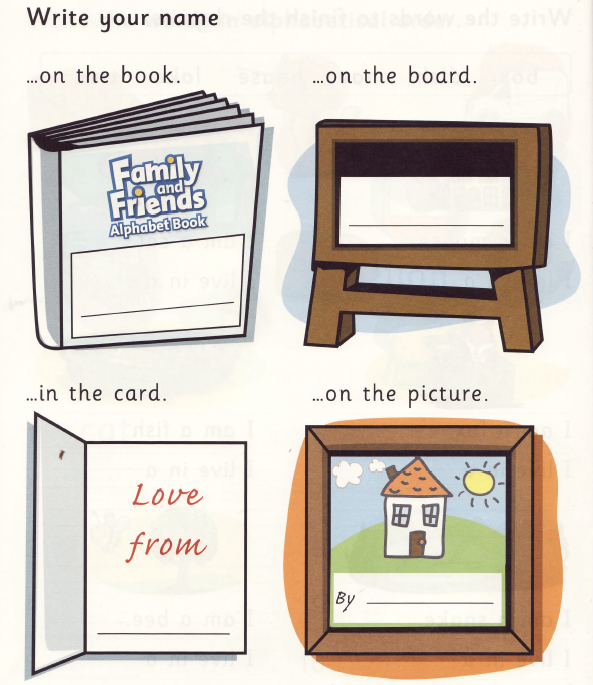 Write your name
...on the book.
...on the board.
Family
and
Friends
Alphabet Book
...in the card.
...on the picture.
Love
from
By